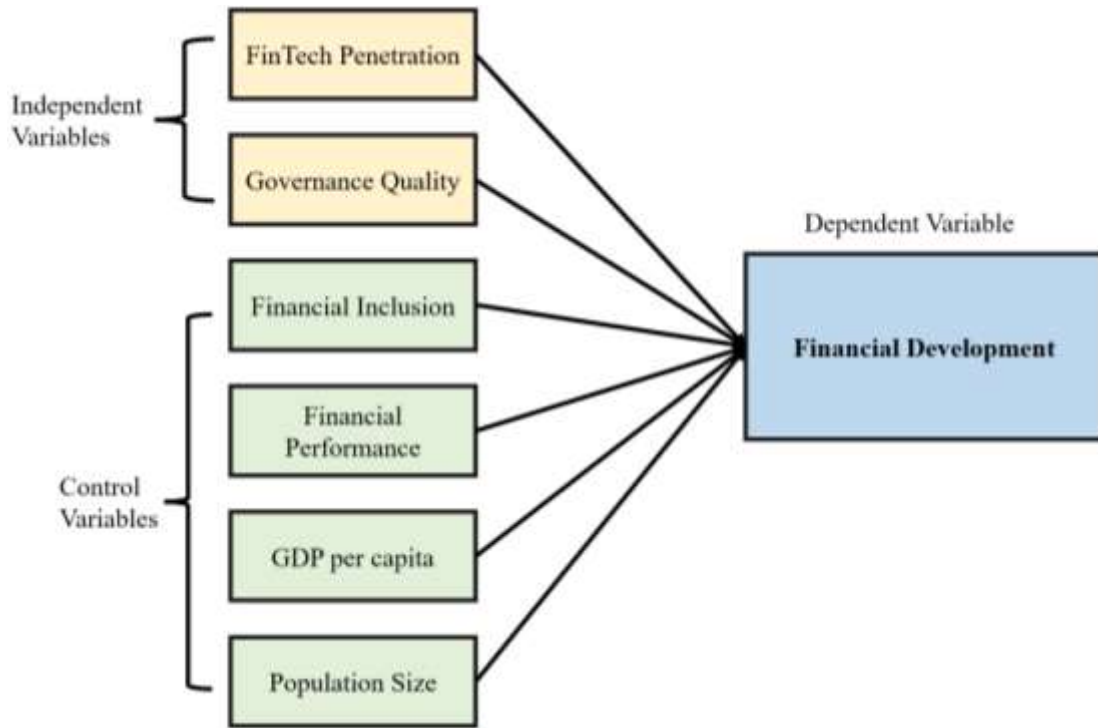 Independent
Variables
FinTech Penetration
Governance Quality
Control
Variables
Financial Inclusion
Financial
Performance
GDP per capita
Population Size
Dependent Variable
Financial Development